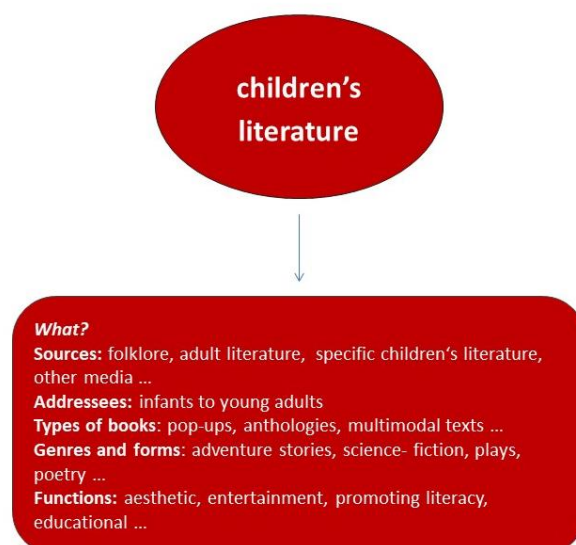 children’s
literature
What?
Sources: folklore, adult literature,  specific children‘s literature,
other media ...
Addressees: infants to young adults
Types of books: pop-ups, anthologies, multimodal texts ...
Genres and forms: adventure stories, science- fiction, plays,
poetry ...
Functions: aesthetic, entertainment, promoting literacy,
educational ...